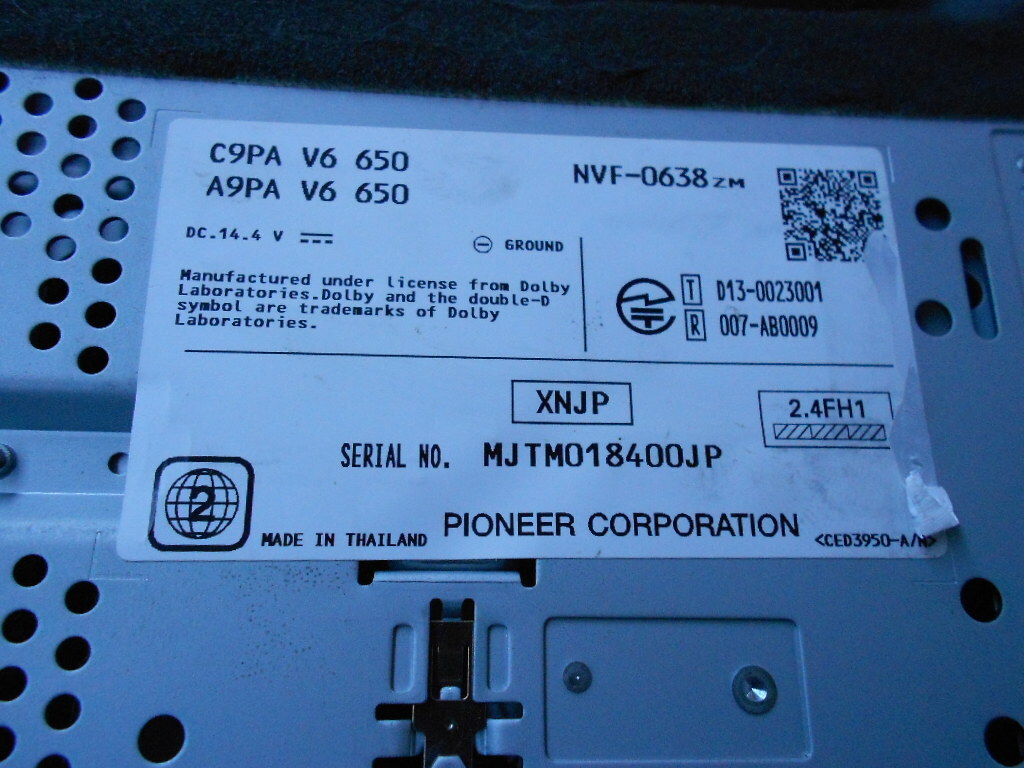 C9PA V6 650
A9PA V6 650
NVF-0638ZM
DC.14.4 V
GROUND
Manufactured under license from Dolby
Laboratories.Dolby and the double-D
symbol are trademarks of Dolby
Laboratories.
T D13-0023001
R 007-AB0009
XNJP
2.4FH1
SERIAL NO. MJTM018400JP
2
MADE IN THAILAND
PIONEER CORPORATION
<CED3950-A/N>